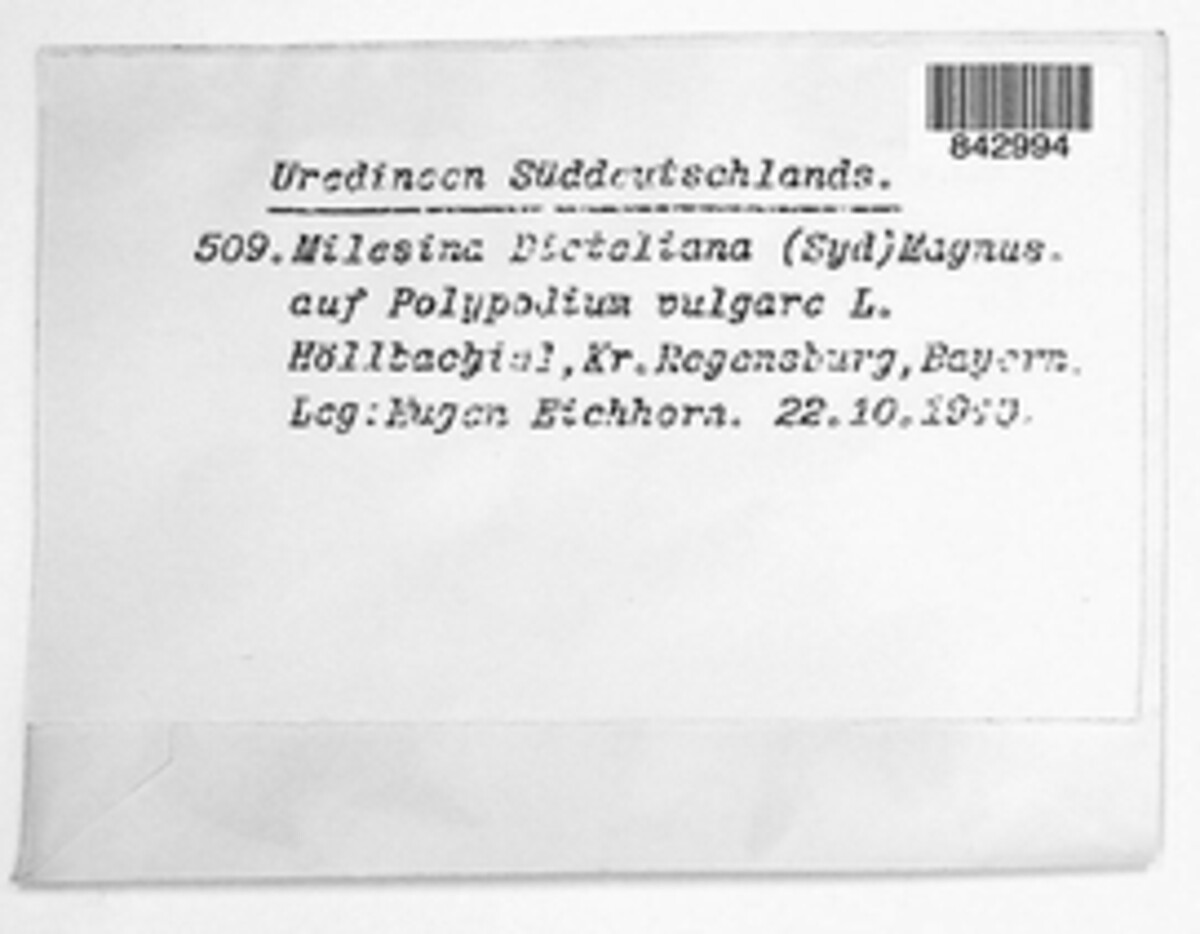 842994
Uredineen Süddeutschlands.
509. Milesina Dieteliana (Syd) Magnus.
auf Polypodium vulgare L.
Höllbachtal, Kr. Regensburg, Bayern.
Leg: Eugen Eichhorn. 22.10.